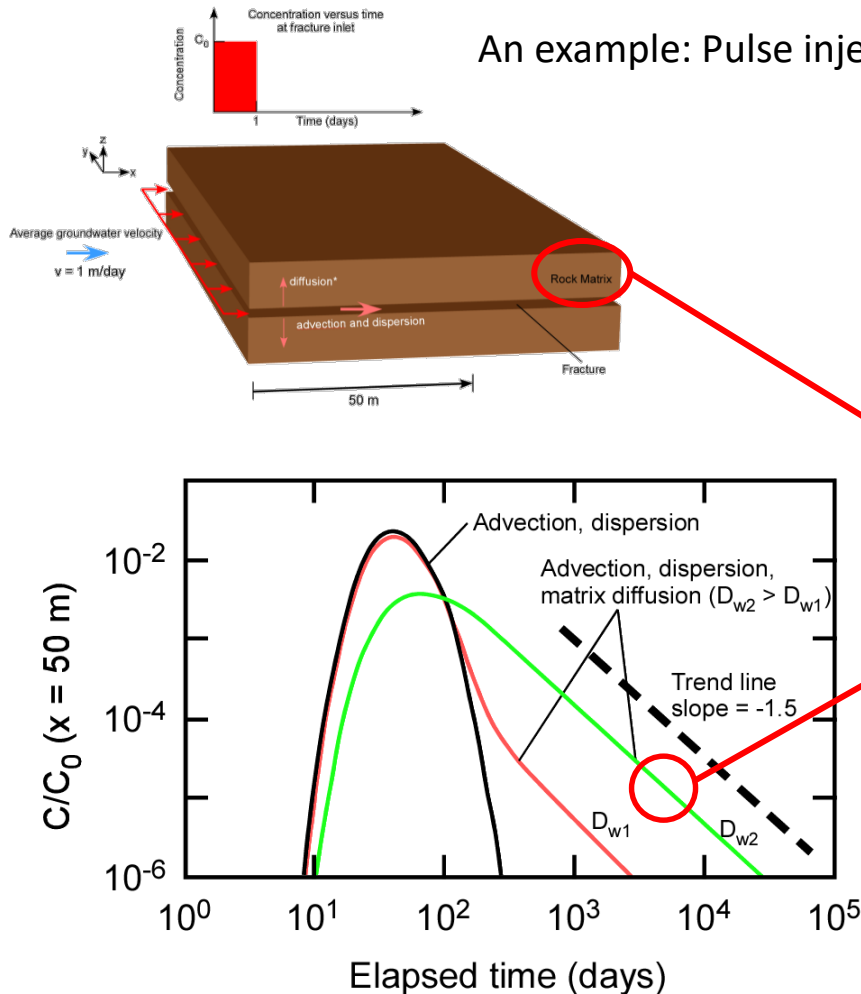 Concentration versus time
at fracture inlet
An example: Pulse inje
C0
Concentration
1
Time (days)
z
y
x
Average groundwater velocity
v = 1 m/day
diffusion*
Rock Matrix
advection and dispersion
Fracture
50 m
Advection, dispersion
Advection, dispersion,
matrix diffusion (Dw2 > Dw1)
Trend line
slope = -1.5
Dw1
Dw2
C/C0 (x = 50 m)
10-2
10-4
10-6
100
101
102
103
104
105
Elapsed time (days)